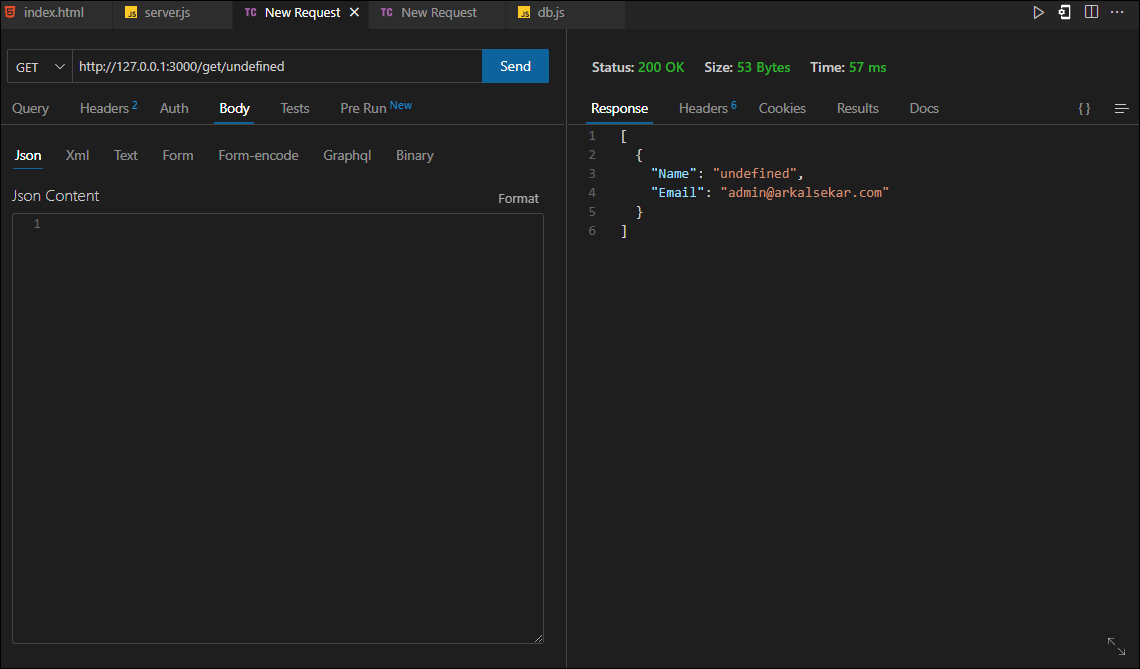 index.html JS server.js TC New Request TC New Request JS db.js
GET http://127.0.0.1:3000/get/undefined Send
Query Headers 2 Auth Body Tests Pre Run New
Json Xml Text Form Form-encode Graphql Binary
Json Content Format
1
Status: 200 OK Size: 53 Bytes Time: 57 ms
Response Headers 6 Cookies Results Docs {}
1 [
2 {
3 "Name": "undefined",
4 "Email": "admin@arkalsekar.com"
5 }
6 ]